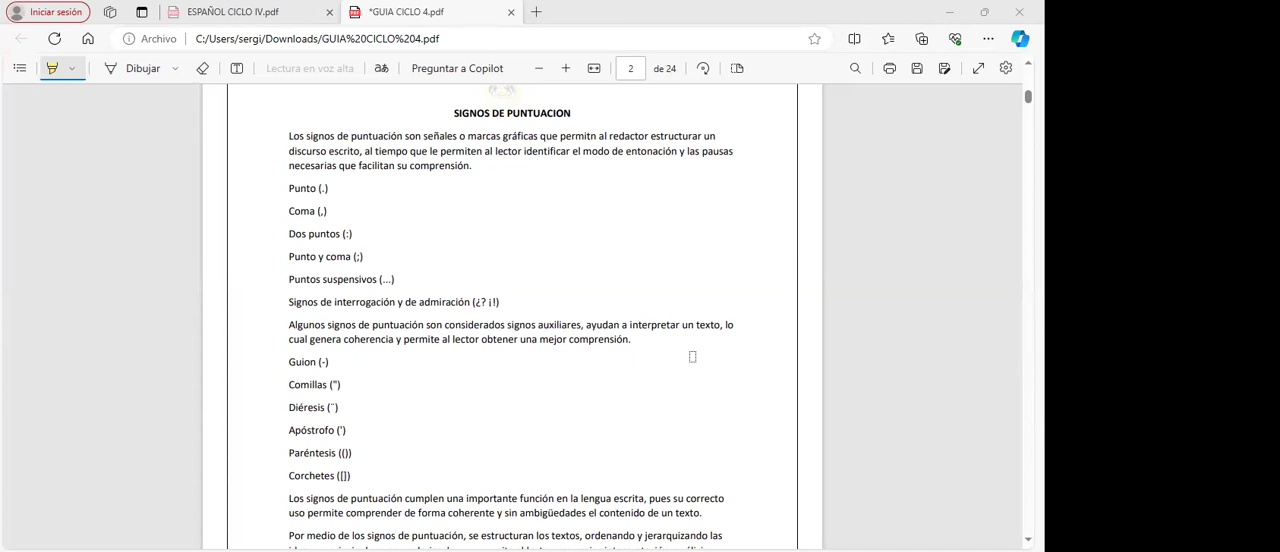 Iniciar sesión
ESPAÑOL CICLO IV.pdf
*GUIA CICLO 4.pdf
Archivo
C:/Users/sergi/Downloads/GUIA%20CICLO%204.pdf
Dibujar
Lectura en voz alta
aあ
Preguntar a Copilot
2
de 24
SIGNOS DE PUNTUACION
Los signos de puntuación son señales o marcas gráficas que permitn al redactor estructurar un
discurso escrito, al tiempo que le permiten al lector identificar el modo de entonación y las pausas
necesarias que facilitan su comprensión.
Punto (.)
Coma (,)
Dos puntos (:)
Punto y coma (;)
Puntos suspensivos (...)
Signos de interrogación y de admiración (¿? ¡!)
Algunos signos de puntuación son considerados signos auxiliares, ayudan a interpretar un texto, lo
cual genera coherencia y permite al lector obtener una mejor comprensión.
Guion (-)
Comillas (")
Diéresis (¨)
Apóstrofo (')
Paréntesis (())
Corchetes ([])
Los signos de puntuación cumplen una importante función en la lengua escrita, pues su correcto
uso permite comprender de forma coherente y sin ambigüedades el contenido de un texto.
Por medio de los signos de puntuación, se estructuran los textos, ordenando y jerarquizando las